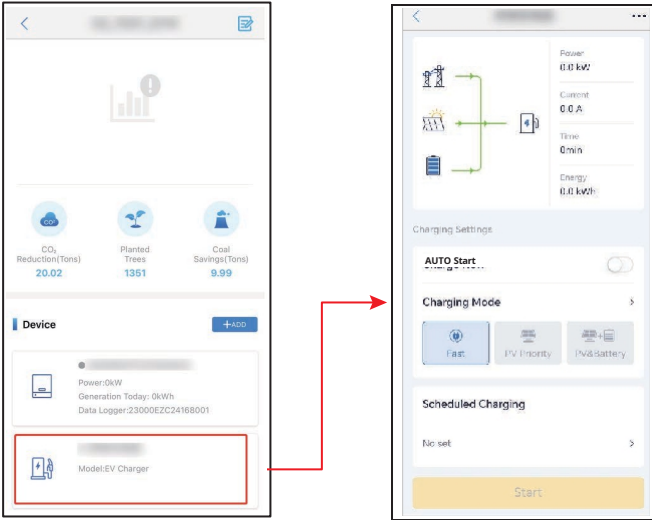 CO₂
CO₂
Reduction(Tons)
20.02
Planted
Trees
1351
Coal
Savings(Tons)
9.99
Device
+ADD
Power:0kW
Generation Today: 0kWh
Data Logger:23000EZC24168001
Model:EV Charger
Power
0.0 kW
Current
0.0 A
Time
0min
Energy
0.0 kWh
Charging Settings
AUTO Start
Charging Mode
Fast
PV Priority
PV&Battery
Scheduled Charging
No set
Start